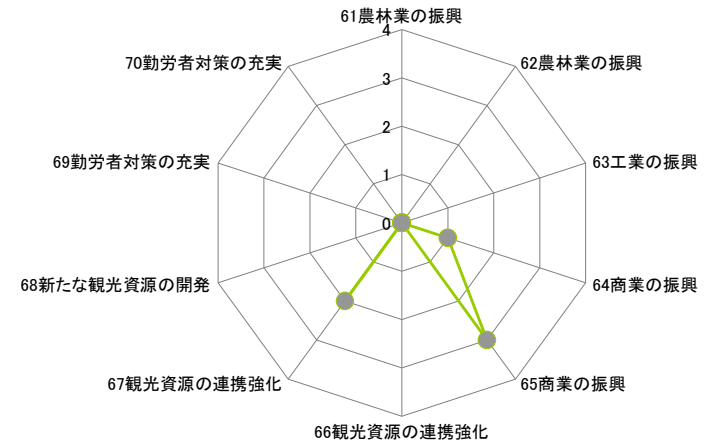 61農林業の振興
62農林業の振興
63工業の振興
64商業の振興
65商業の振興
66観光資源の連携強化
67観光資源の連携強化
68新たな観光資源の開発
69勤労者対策の充実
70勤労者対策の充実
4
3
2
1
0